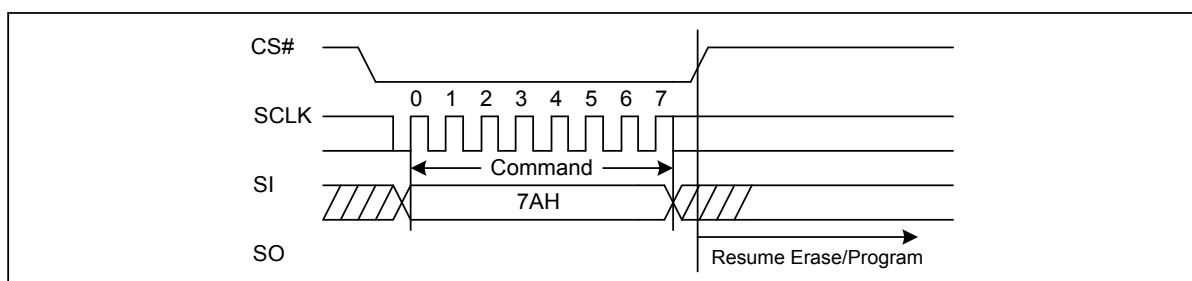 CS#
0 1 2 3 4 5 6 7
SCLK
Command
SI
7AH
SO
Resume Erase/Program